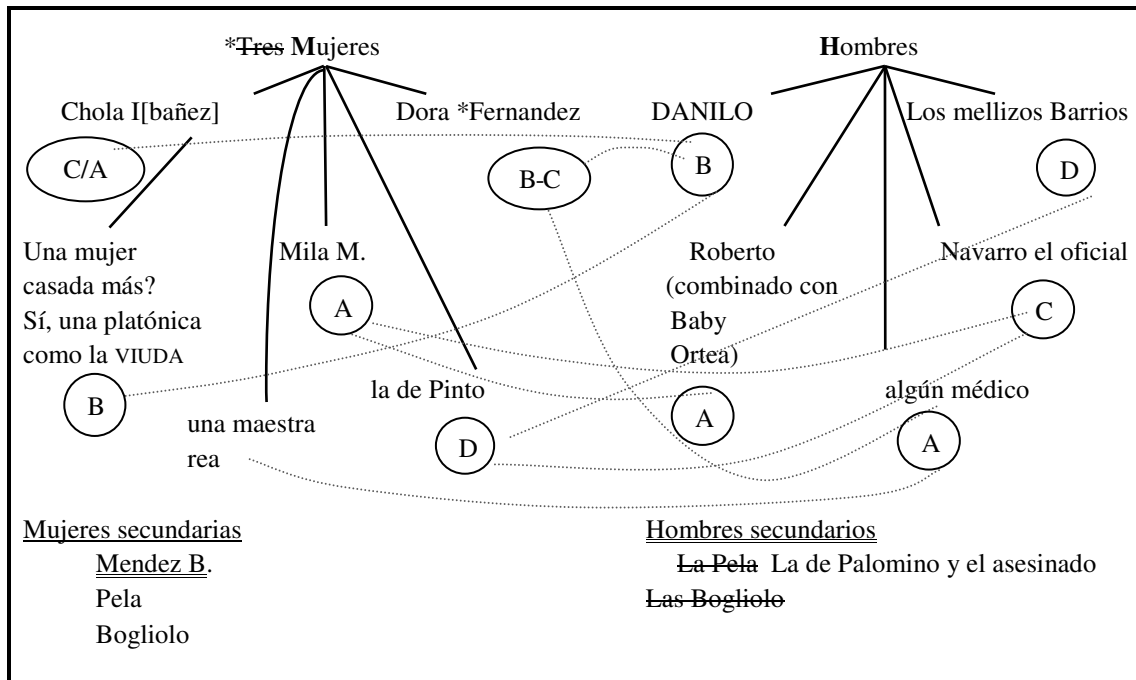 *Tres Mujeres
Hombres
Chola I[bañez]
Dora *Fernandez
DANILO
Los mellizos Barrios
C/A
B-C
B
D
Una mujer
casada más?
Sí, una platónica
como la VIUDA
B
Mila M.
A
Roberto
(combinado con
Baby
Ortea)
A
Navarro el oficial
C
una maestra
rea
la de Pinto
D
algún médico
A
Mujeres secundarias
Mendez B.
Pela
Bogliolo
Hombres secundarios
La Pela La de Palomino y el asesinado
Las Bogliolo